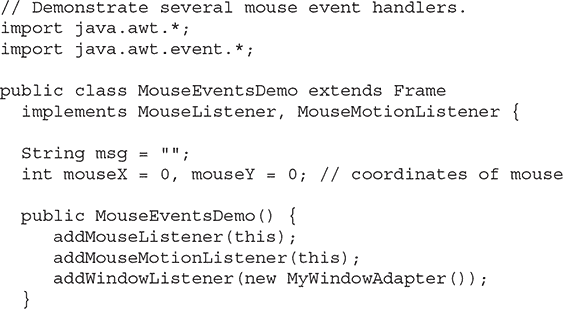 // Demonstrate several mouse event handlers.
import java.awt.*;
import java.awt.event.*;

public class MouseEventsDemo extends Frame
  implements MouseListener, MouseMotionListener {

  String msg = "";
  int mouseX = 0, mouseY = 0; // coordinates of mouse

  public MouseEventsDemo() {
     addMouseListener(this);
     addMouseMotionListener(this);
     addWindowListener(new MyWindowAdapter());
  }